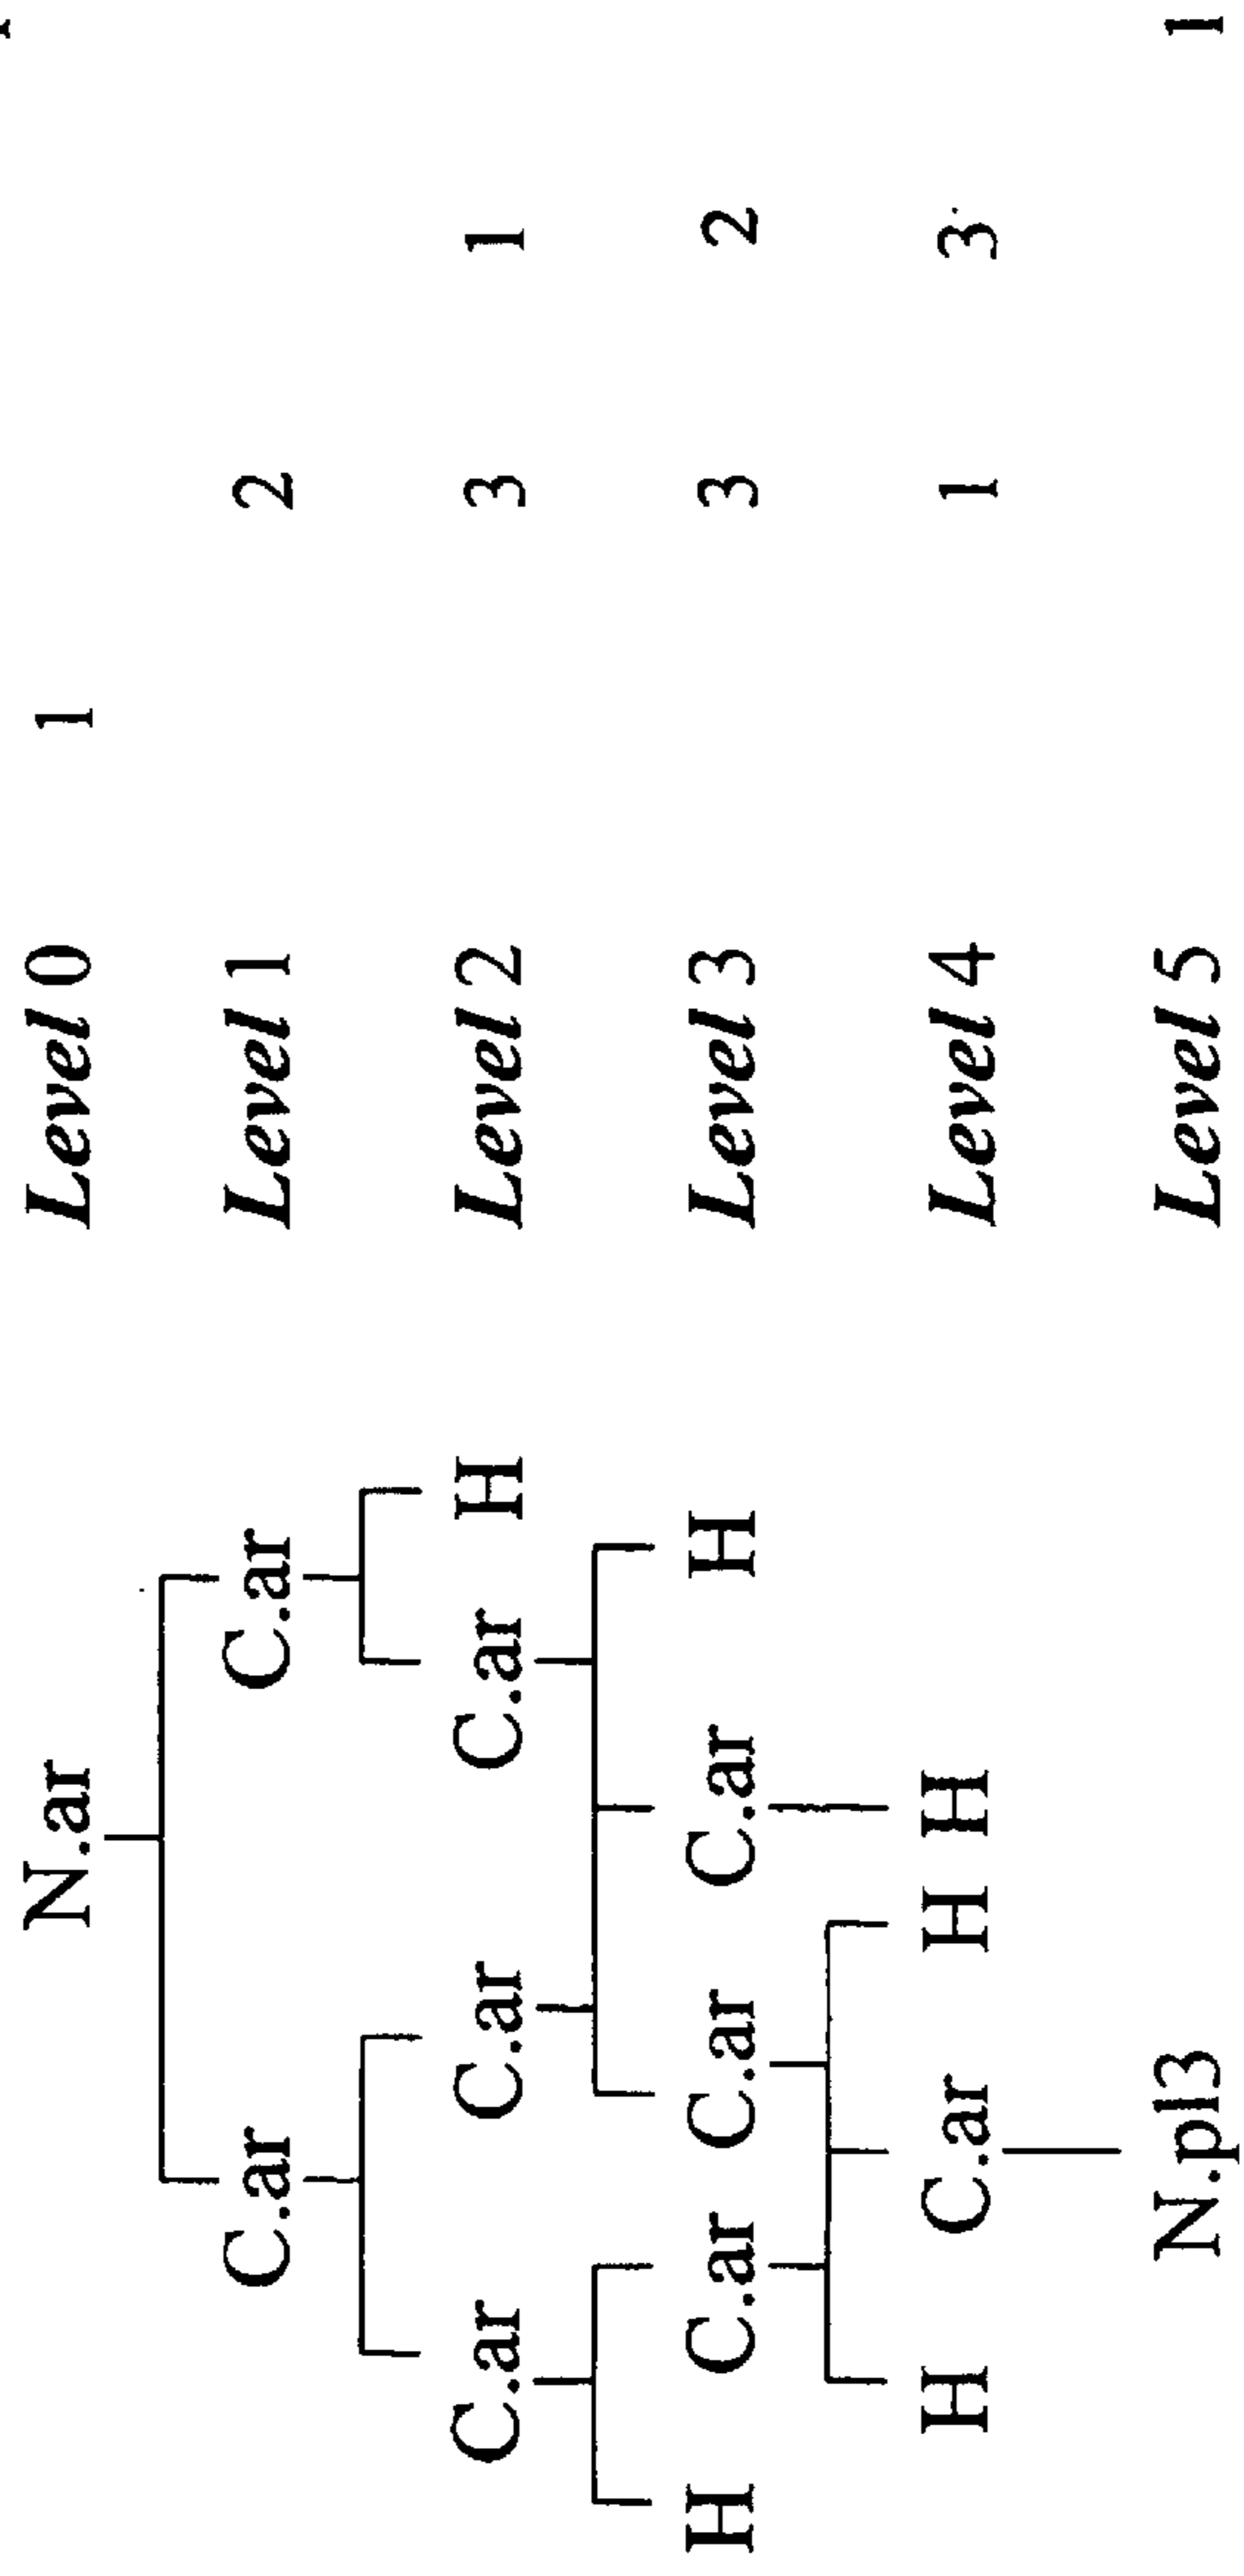 N.ar Level 0 1
C.ar C.ar Level 1 2
C.ar C.ar C.ar H Level 2 3 1
H C.ar C.ar C.ar H Level 3 3 2
H C.ar H H Level 4 1 3
N.pl3 Level 5 1